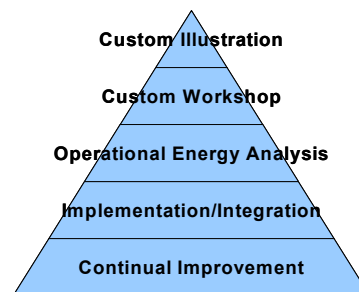 Custom Illustration
Custom Workshop
Operational Energy Analysis
Implementation/Integration
Continual Improvement